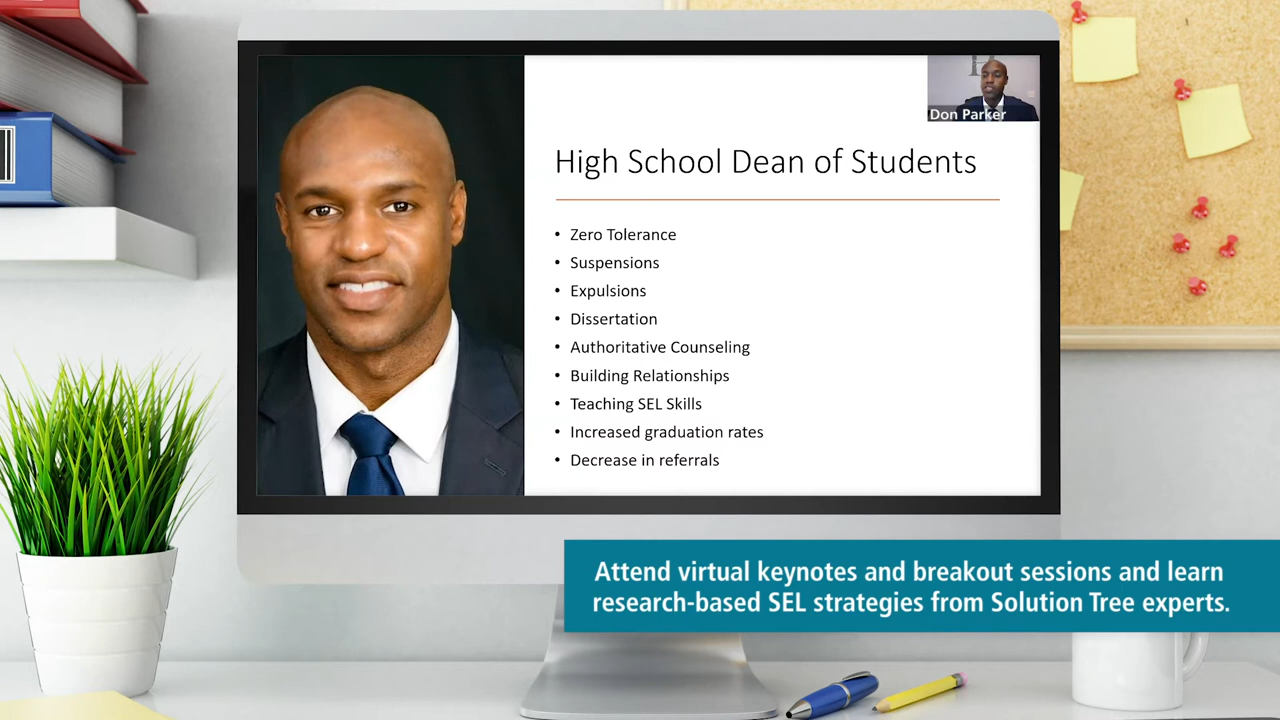 Don Parker
High School Dean of Students
• Zero Tolerance
• Suspensions
• Expulsions
• Dissertation
• Authoritative Counseling
• Building Relationships
• Teaching SEL Skills
• Increased graduation rates
• Decrease in referrals
Attend virtual keynotes and breakout sessions and learn
research-based SEL strategies from Solution Tree experts.